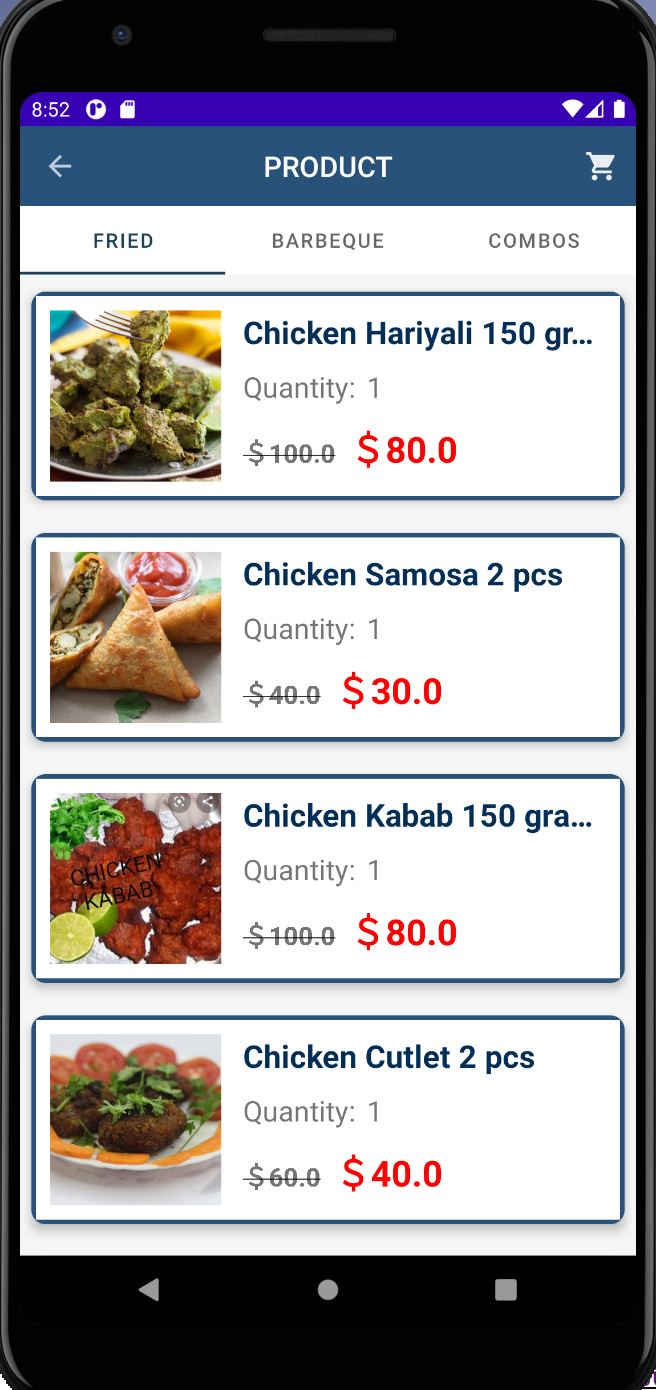 8:52
PRODUCT
FRIED BARBEQUE COMBOS
Chicken Hariyali 150 gr...
Quantity: 1
$100.0 $80.0
Chicken Samosa 2 pcs
Quantity: 1
$40.0 $30.0
CHICKEN
KABAB
Chicken Kabab 150 gra...
Quantity: 1
$100.0 $80.0
Chicken Cutlet 2 pcs
Quantity: 1
$60.0 $40.0